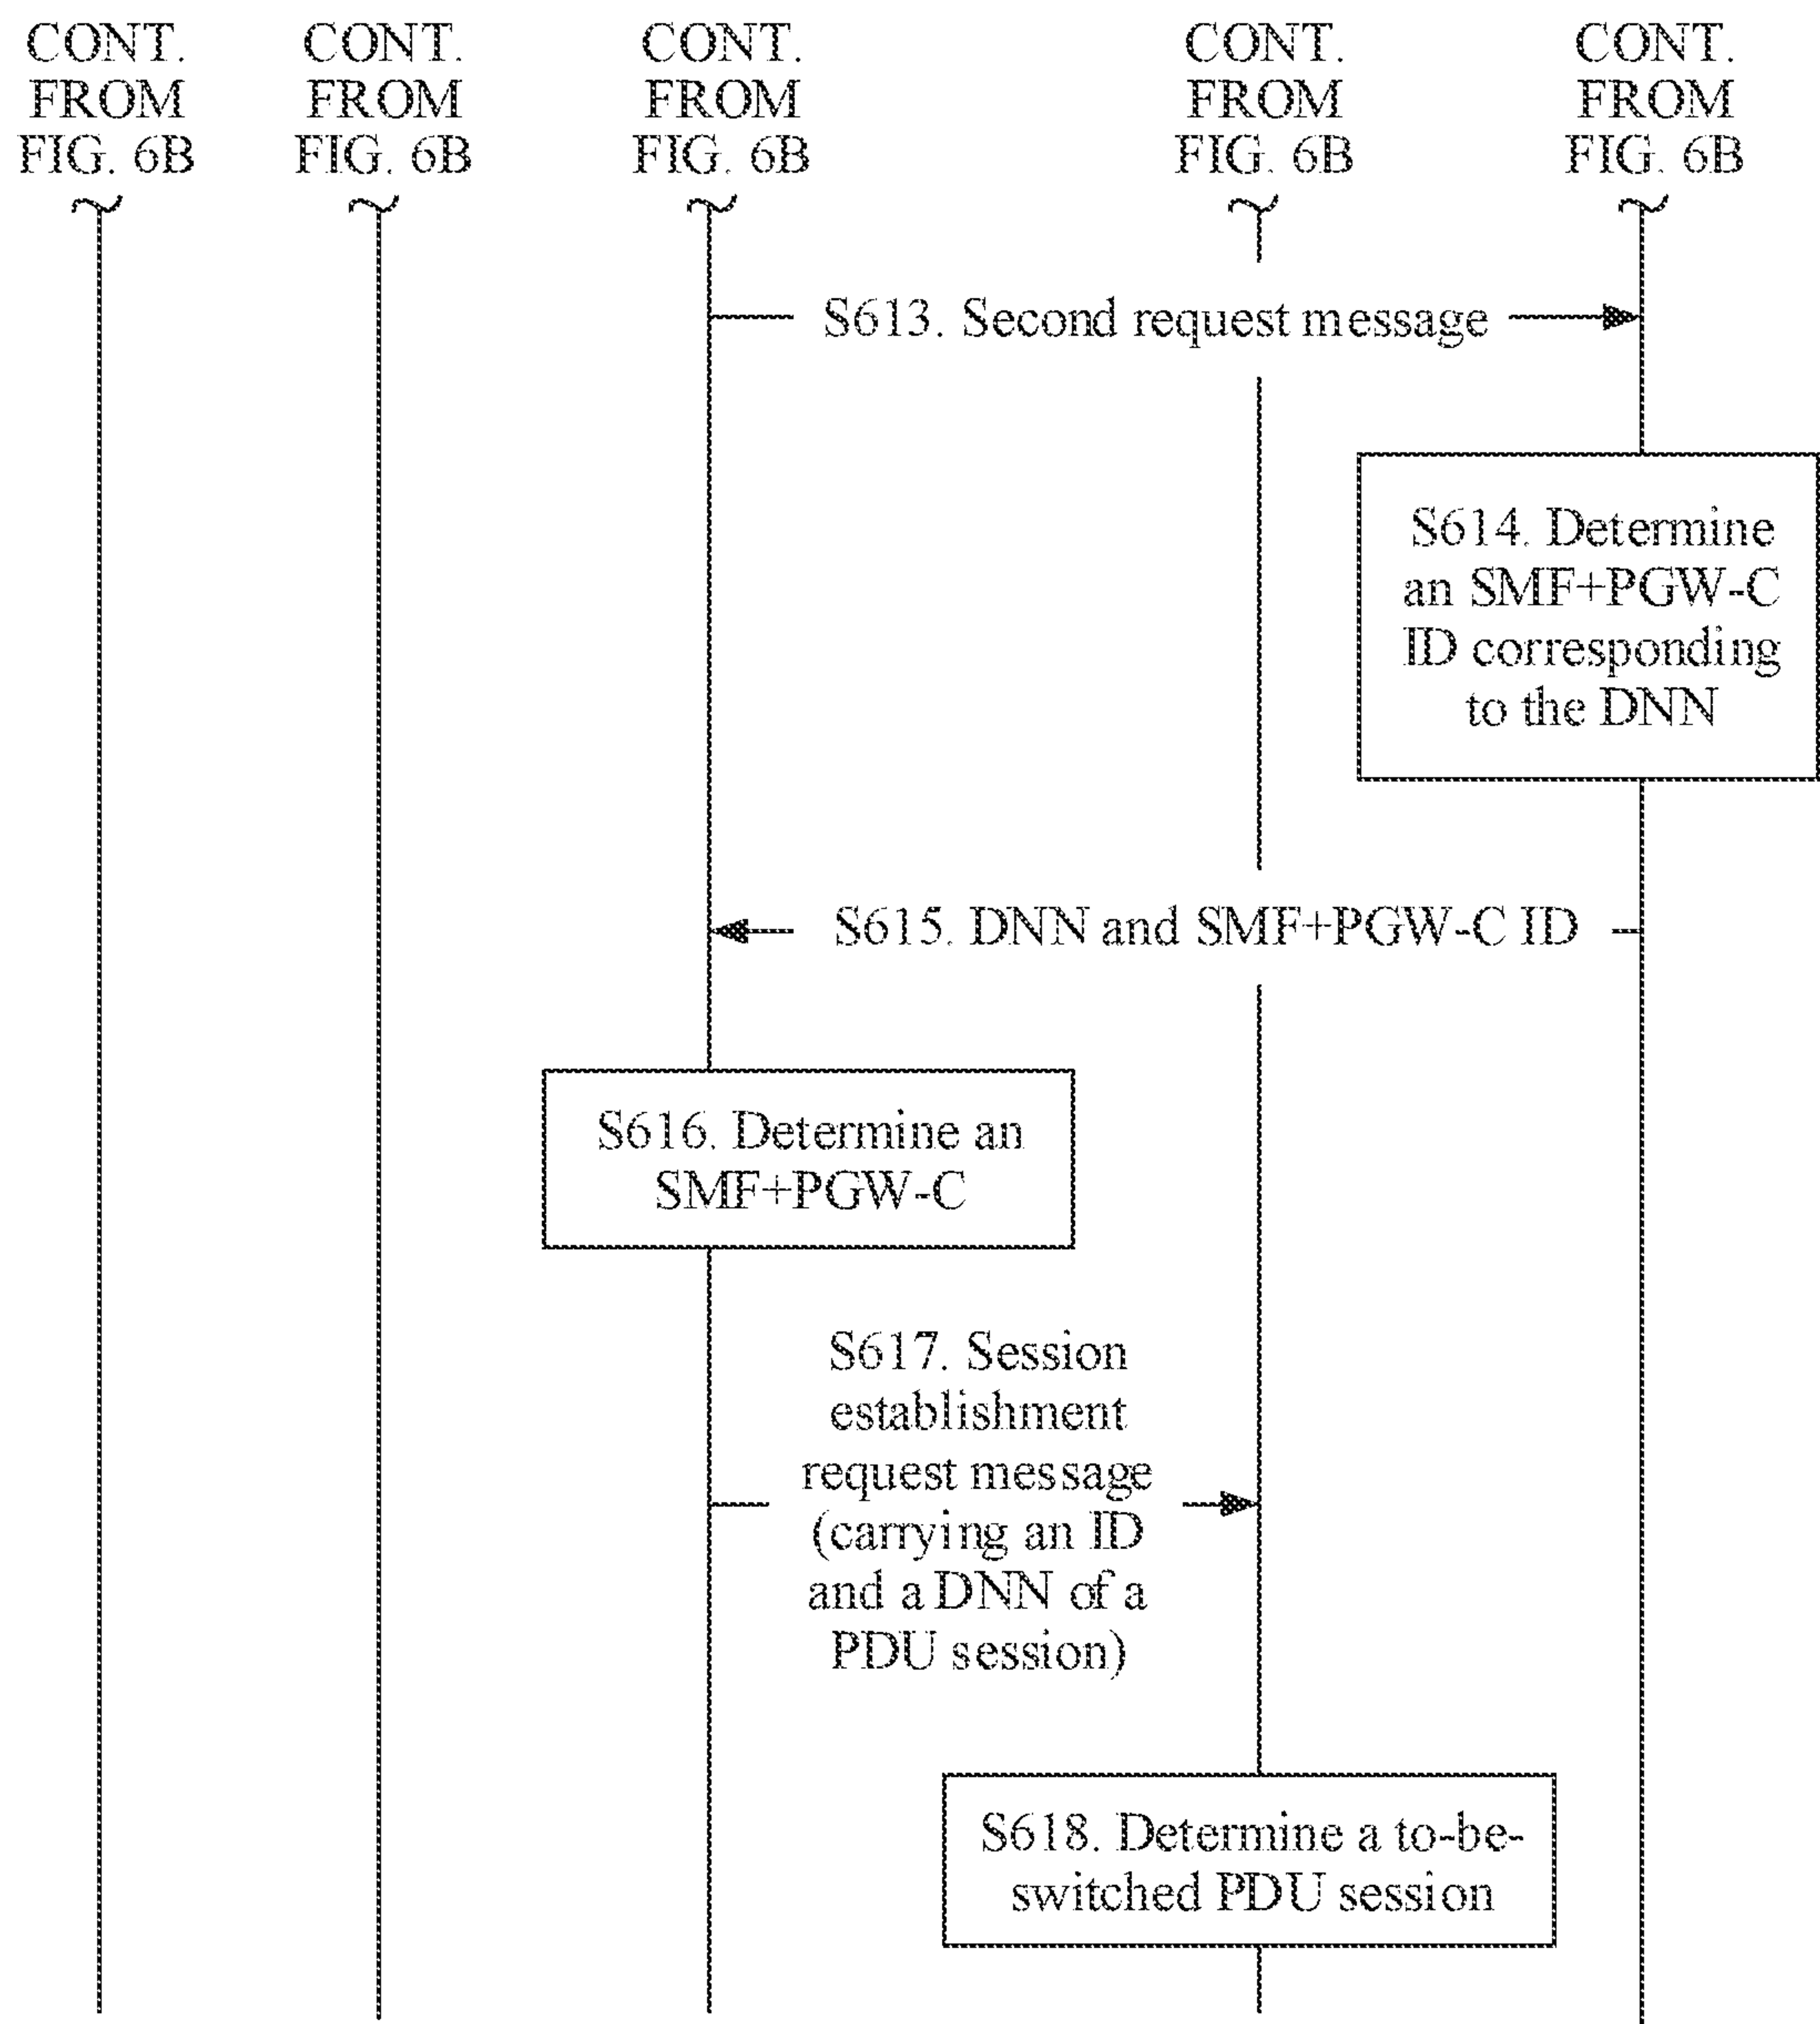 CONT.
FROM
FIG. 6B
CONT.
FROM
FIG. 6B
CONT.
FROM
FIG. 6B
CONT.
FROM
FIG. 6B
CONT.
FROM
FIG. 6B
S613. Second request message
S614. Determine
an SMF+PGW-C
ID corresponding
to the DNN
S615. DNN and SMF+PGW-C ID
S616. Determine an
SMF+PGW-C
S617. Session
establishment
request message
(carrying an ID
and a DNN of a
PDU session)
S618. Determine a to-be-
switched PDU session